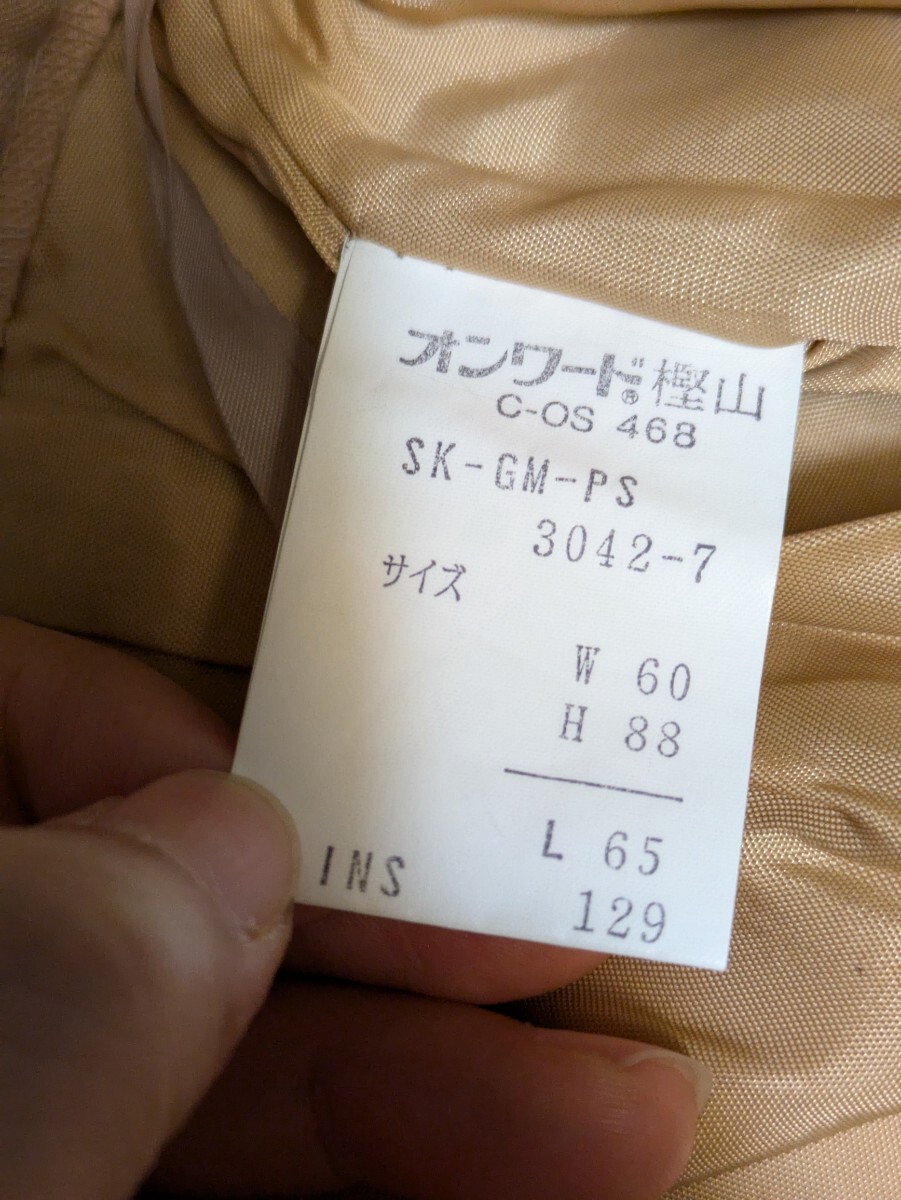 オンワード®樫山
C-OS 468
SK-GM-PS
3042-7
サイズ
W 60
H 88
L 65
INS 129